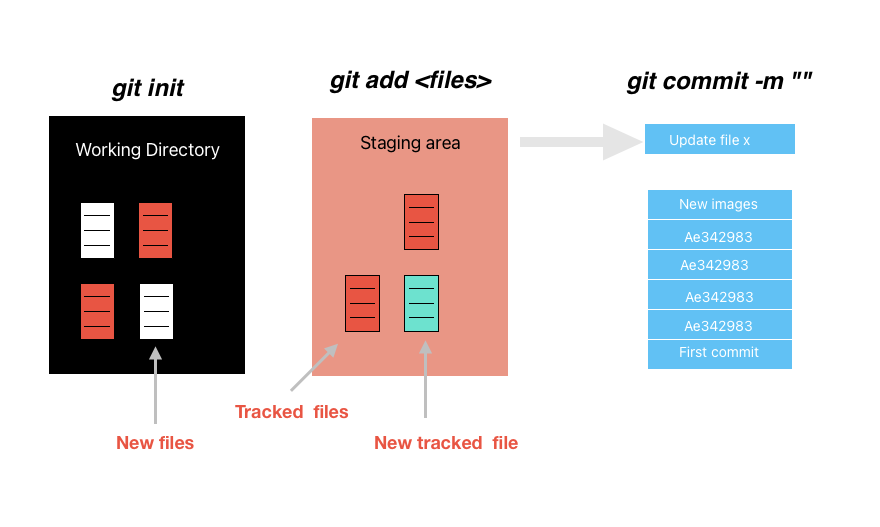 git init
git add <files>
git commit -m ""
Working Directory
Staging area
Update file x
New images
Ae342983
Ae342983
Ae342983
Ae342983
First commit
Tracked files
New files
New tracked file